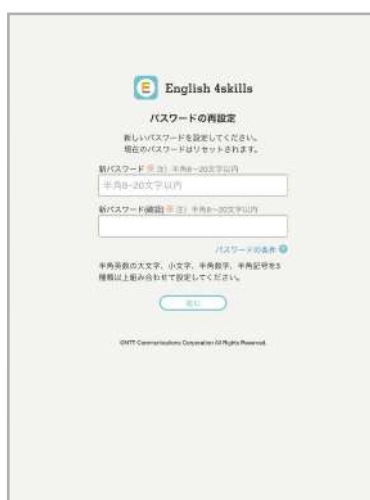 E English 4skills
パスワードの再設定
新しいパスワードを設定してください。
現在のパスワードはリセットされます。
新パスワード 注）半角8~20文字以内
半角8~20文字以内
新パスワード(確認) 注）半角8~20文字以内
パスワードの条件
半角英数の大文字、小文字、半角数字、半角記号を3
種類以上組み合わせて設定してください。
©NTT Communications Corporation All Rights Reserved.